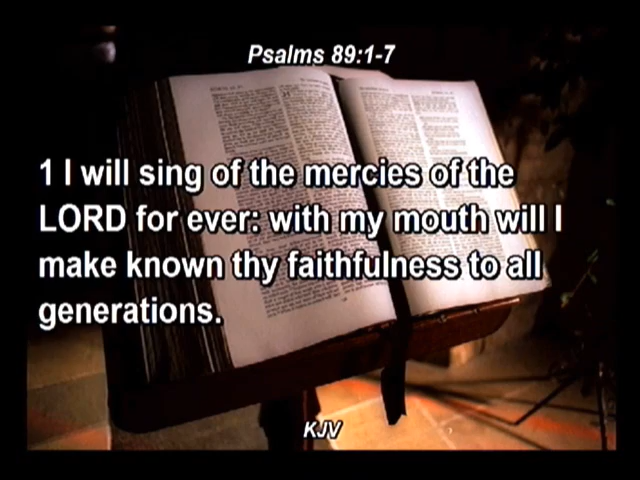 Psalms 89:1-7
1 I will sing of the mercies of the
LORD for ever: with my mouth will I
make known thy faithfulness to all
generations.
KJV